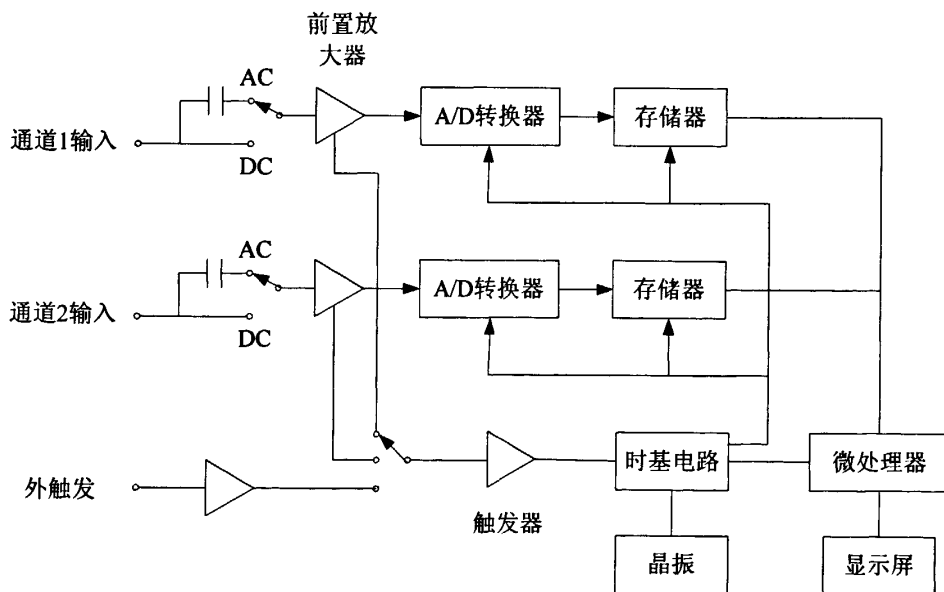 前置放
大器
AC
通道1输入
DC
A/D转换器
存储器
AC
通道2输入
DC
A/D转换器
存储器
外触发
触发器
时基电路
微处理器
晶振
显示屏